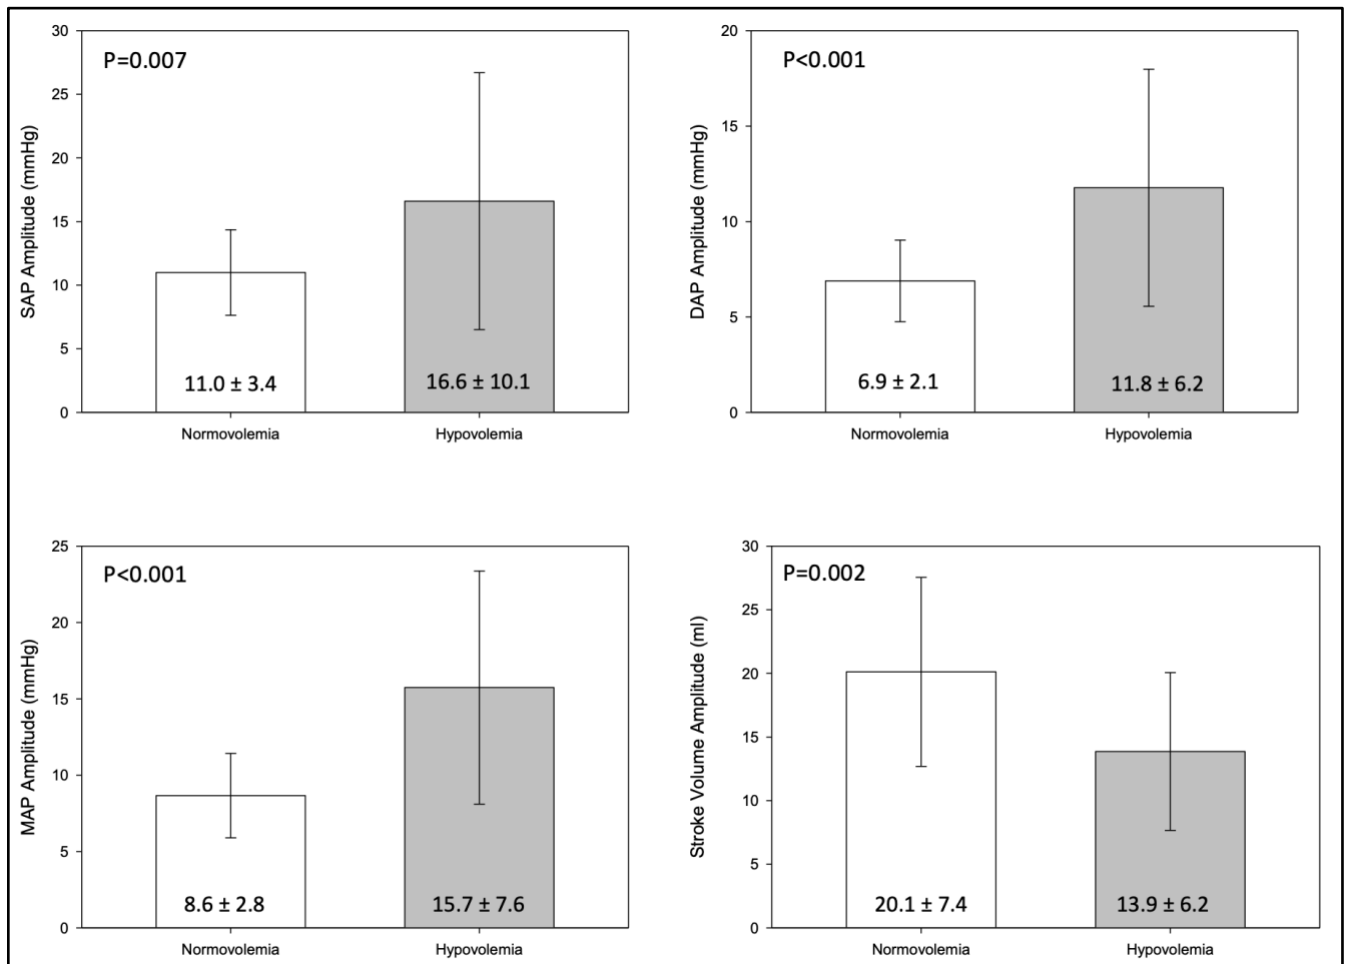 P=0.007
SAP Amplitude (mmHg)
30
25
20
15
10
5
0
11.0 ± 3.4
16.6 ± 10.1
Normovolemia
Hypovolemia
P<0.001
DAP Amplitude (mmHg)
20
15
10
5
0
6.9 ± 2.1
11.8 ± 6.2
Normovolemia
Hypovolemia
P<0.001
MAP Amplitude (mmHg)
25
20
15
10
5
0
8.6 ± 2.8
15.7 ± 7.6
Normovolemia
Hypovolemia
P=0.002
Stroke Volume Amplitude (ml)
30
25
20
15
10
5
0
20.1 ± 7.4
13.9 ± 6.2
Normovolemia
Hypovolemia